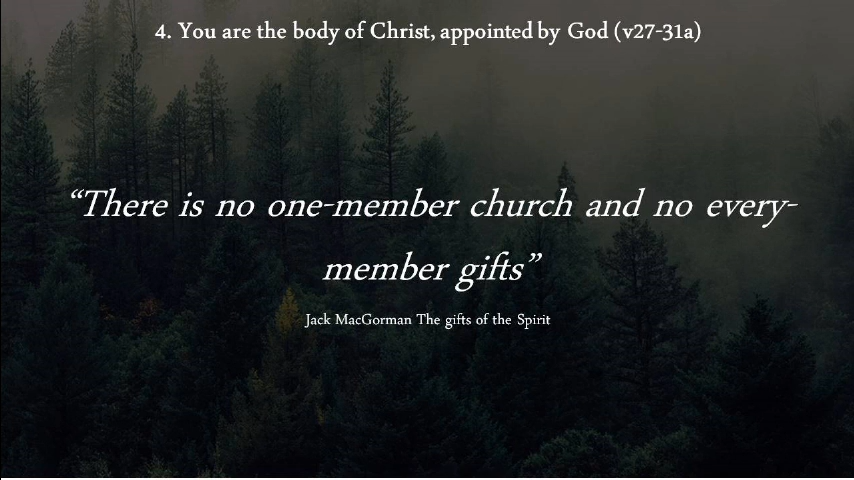 4. You are the body of Christ, appointed by God (v27-31a)
“There is no one-member church and no every-
member gifts”
Jack MacGorman The gifts of the Spirit